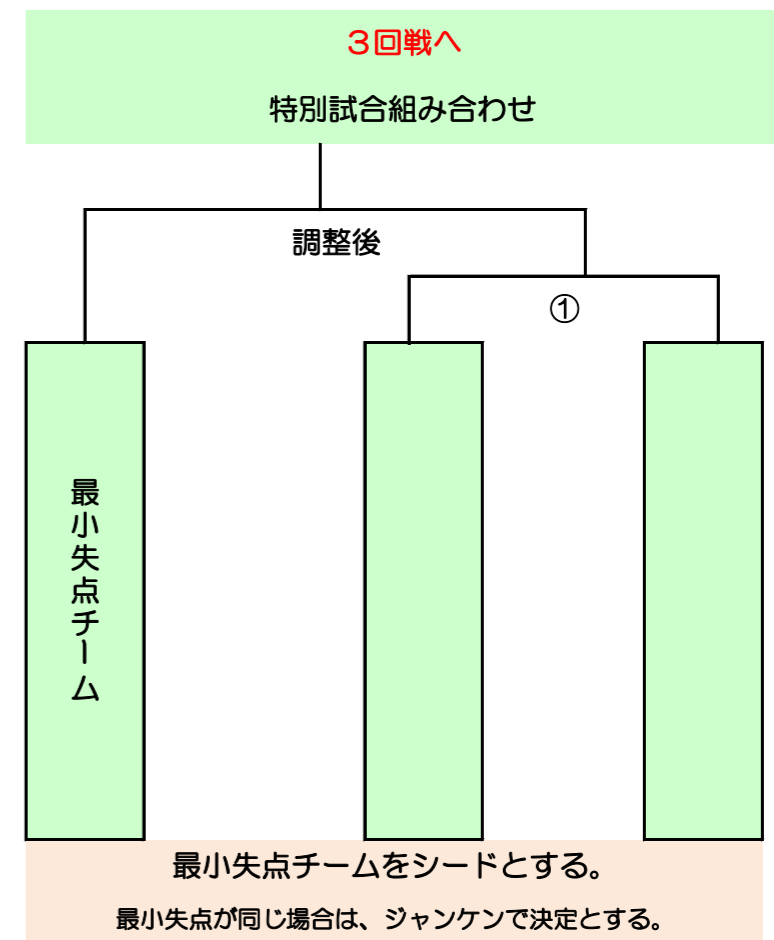 ３回戦へ
特別試合組み合わせ
調整後
①
最小失点チーム
最小失点チームをシードとする。
最小失点が同じ場合は、ジャンケンで決定とする。